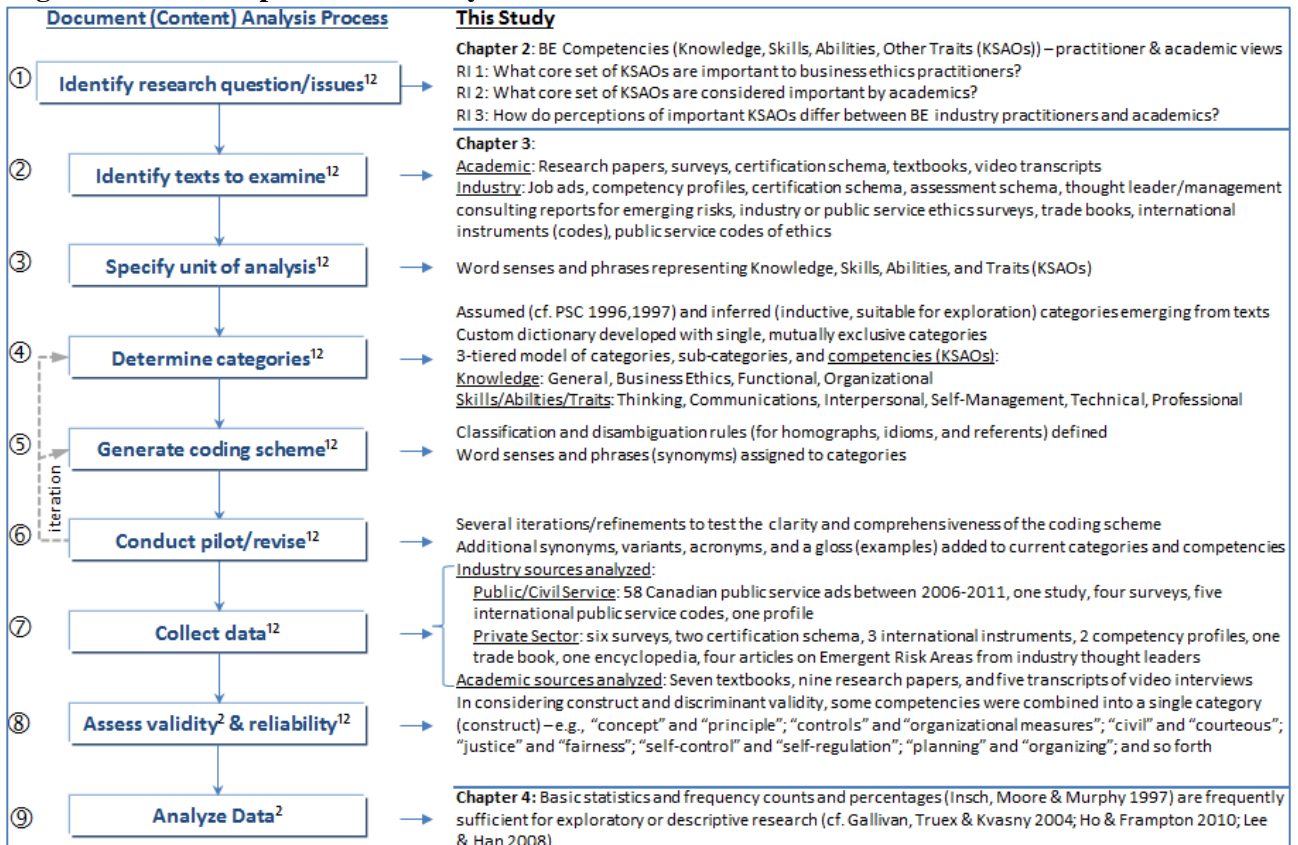 Document (Content) Analysis Process
This Study
① Identify research question/issues¹²
Chapter 2: BE Competencies (Knowledge, Skills, Abilities, Other Traits (KSAOs)) – practitioner & academic views
RI 1: What core set of KSAOs are important to business ethics practitioners?
RI 2: What core set of KSAOs are considered important by academics?
RI 3: How do perceptions of important KSAOs differ between BE industry practitioners and academics?
② Identify texts to examine¹²
Chapter 3:
Academic: Research papers, surveys, certification schema, textbooks, video transcripts
Industry: Job ads, competency profiles, certification schema, assessment schema, thought leader/management
consulting reports for emerging risks, industry or public service ethics surveys, trade books, international
instruments (codes), public service codes of ethics
③ Specify unit of analysis¹²
Word senses and phrases representing Knowledge, Skills, Abilities, and Traits (KSAOs)
④ Determine categories¹²
Assumed (cf. PSC 1996,1997) and inferred (inductive, suitable for exploration) categories emerging from texts
Custom dictionary developed with single, mutually exclusive categories
3-tiered model of categories, sub-categories, and competencies (KSAOs):
Knowledge: General, Business Ethics, Functional, Organizational
Skills/Abilities/Traits: Thinking, Communications, Interpersonal, Self-Management, Technical, Professional
⑤ Generate coding scheme¹²
Classification and disambiguation rules (for homographs, idioms, and referents) defined
Word senses and phrases (synonyms) assigned to categories
iteration
⑥ Conduct pilot/revise¹²
Several iterations/refinements to test the clarity and comprehensiveness of the coding scheme
Additional synonyms, variants, acronyms, and a gloss (examples) added to current categories and competencies
⑦ Collect data¹²
Industry sources analyzed:
Public/Civil Service: 58 Canadian public service ads between 2006-2011, one study, four surveys, five
international public service codes, one profile
Private Sector: six surveys, two certification schema, 3 international instruments, 2 competency profiles, one
trade book, one encyclopedia, four articles on Emergent Risk Areas from industry thought leaders
Academic sources analyzed: Seven textbooks, nine research papers, and five transcripts of video interviews
⑧ Assess validity² & reliability¹²
In considering construct and discriminant validity, some competencies were combined into a single category
(construct) – e.g., “concept” and “principle”; “controls” and “organizational measures”; “civil” and “courteous”;
“justice” and “fairness”; “self-control” and “self-regulation”; “planning” and “organizing”; and so forth
⑨ Analyze Data²
Chapter 4: Basic statistics and frequency counts and percentages (Insch, Moore & Murphy 1997) are frequently
sufficient for exploratory or descriptive research (cf. Gallivan, Truex & Kvasny 2004; Ho & Frampton 2010; Lee
& Han 2008)